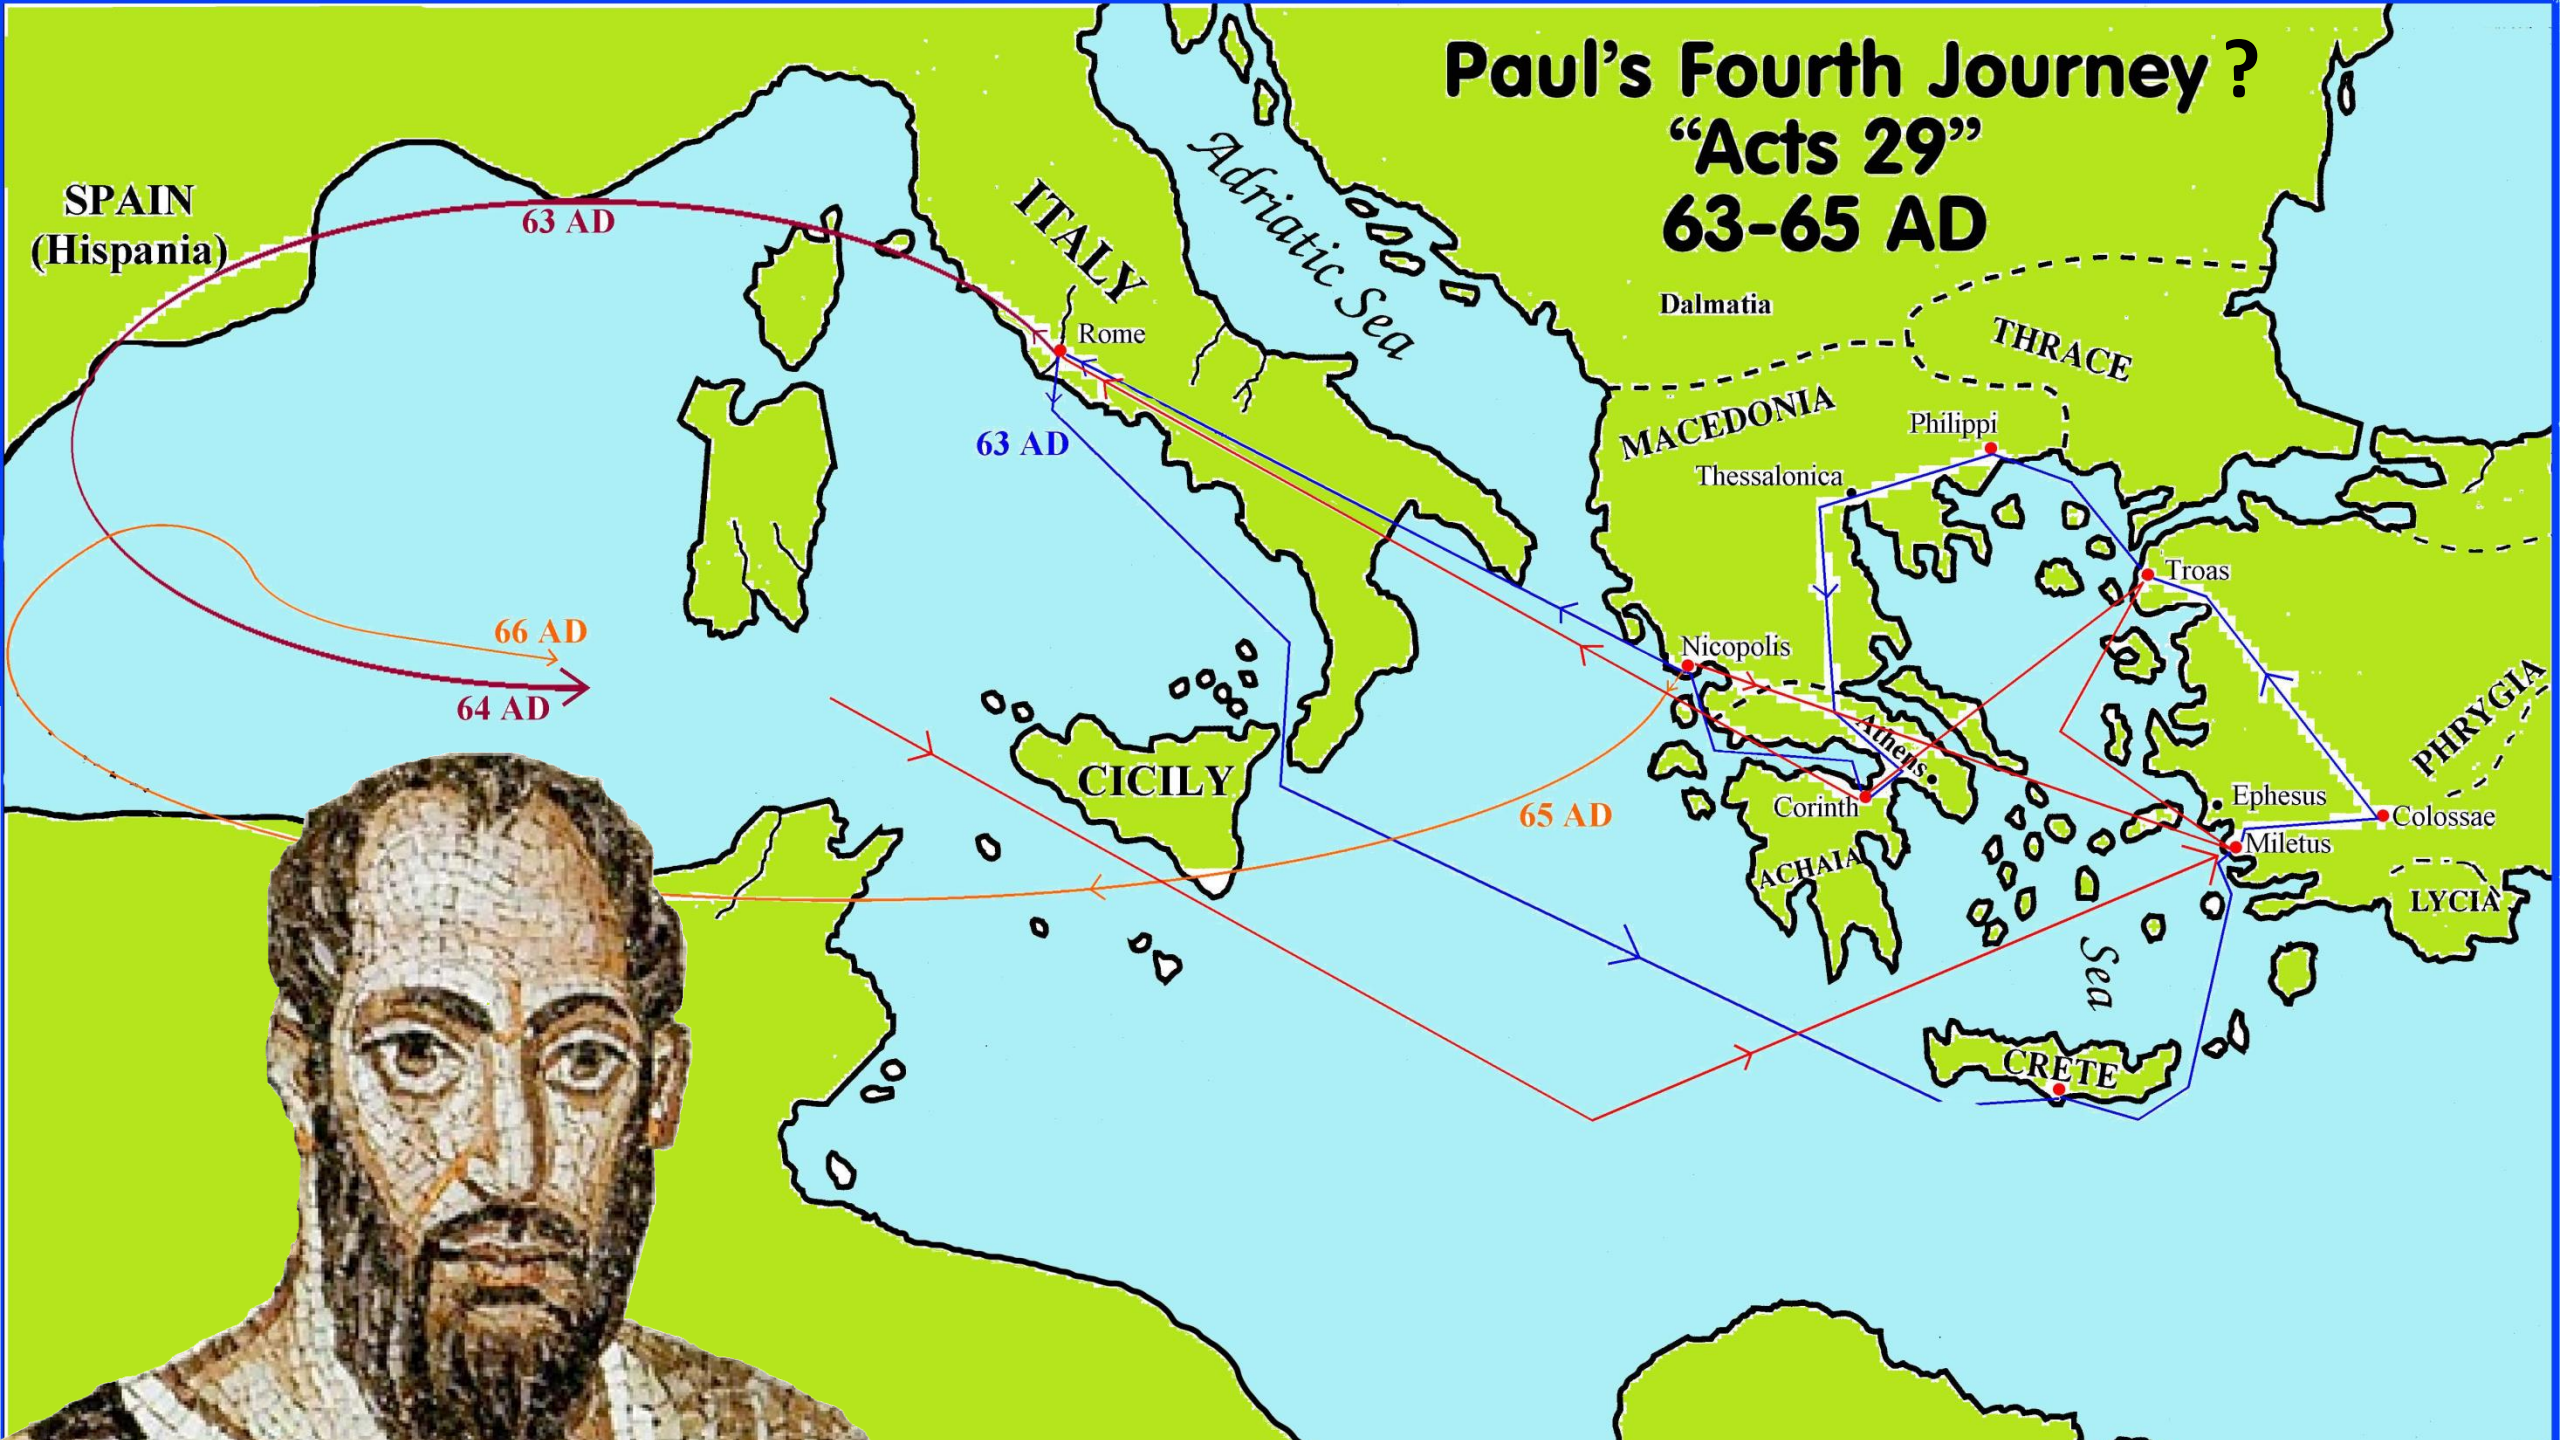 Paul's Fourth Journey ?
“Acts 29”
63-65 AD
SPAIN
(Hispania)
63 AD
ITALY
Adriatic Sea
Dalmatia
THRACE
Rome
MACEDONIA
Philippi
63 AD
Thessalonica
Troas
66 AD
64 AD
Nicopolis
PHRYGIA
Athens
CICILY
65 AD
Corinth
Ephesus
Colossae
Miletus
ACHAIA
LYCIA
Sea
CRETE